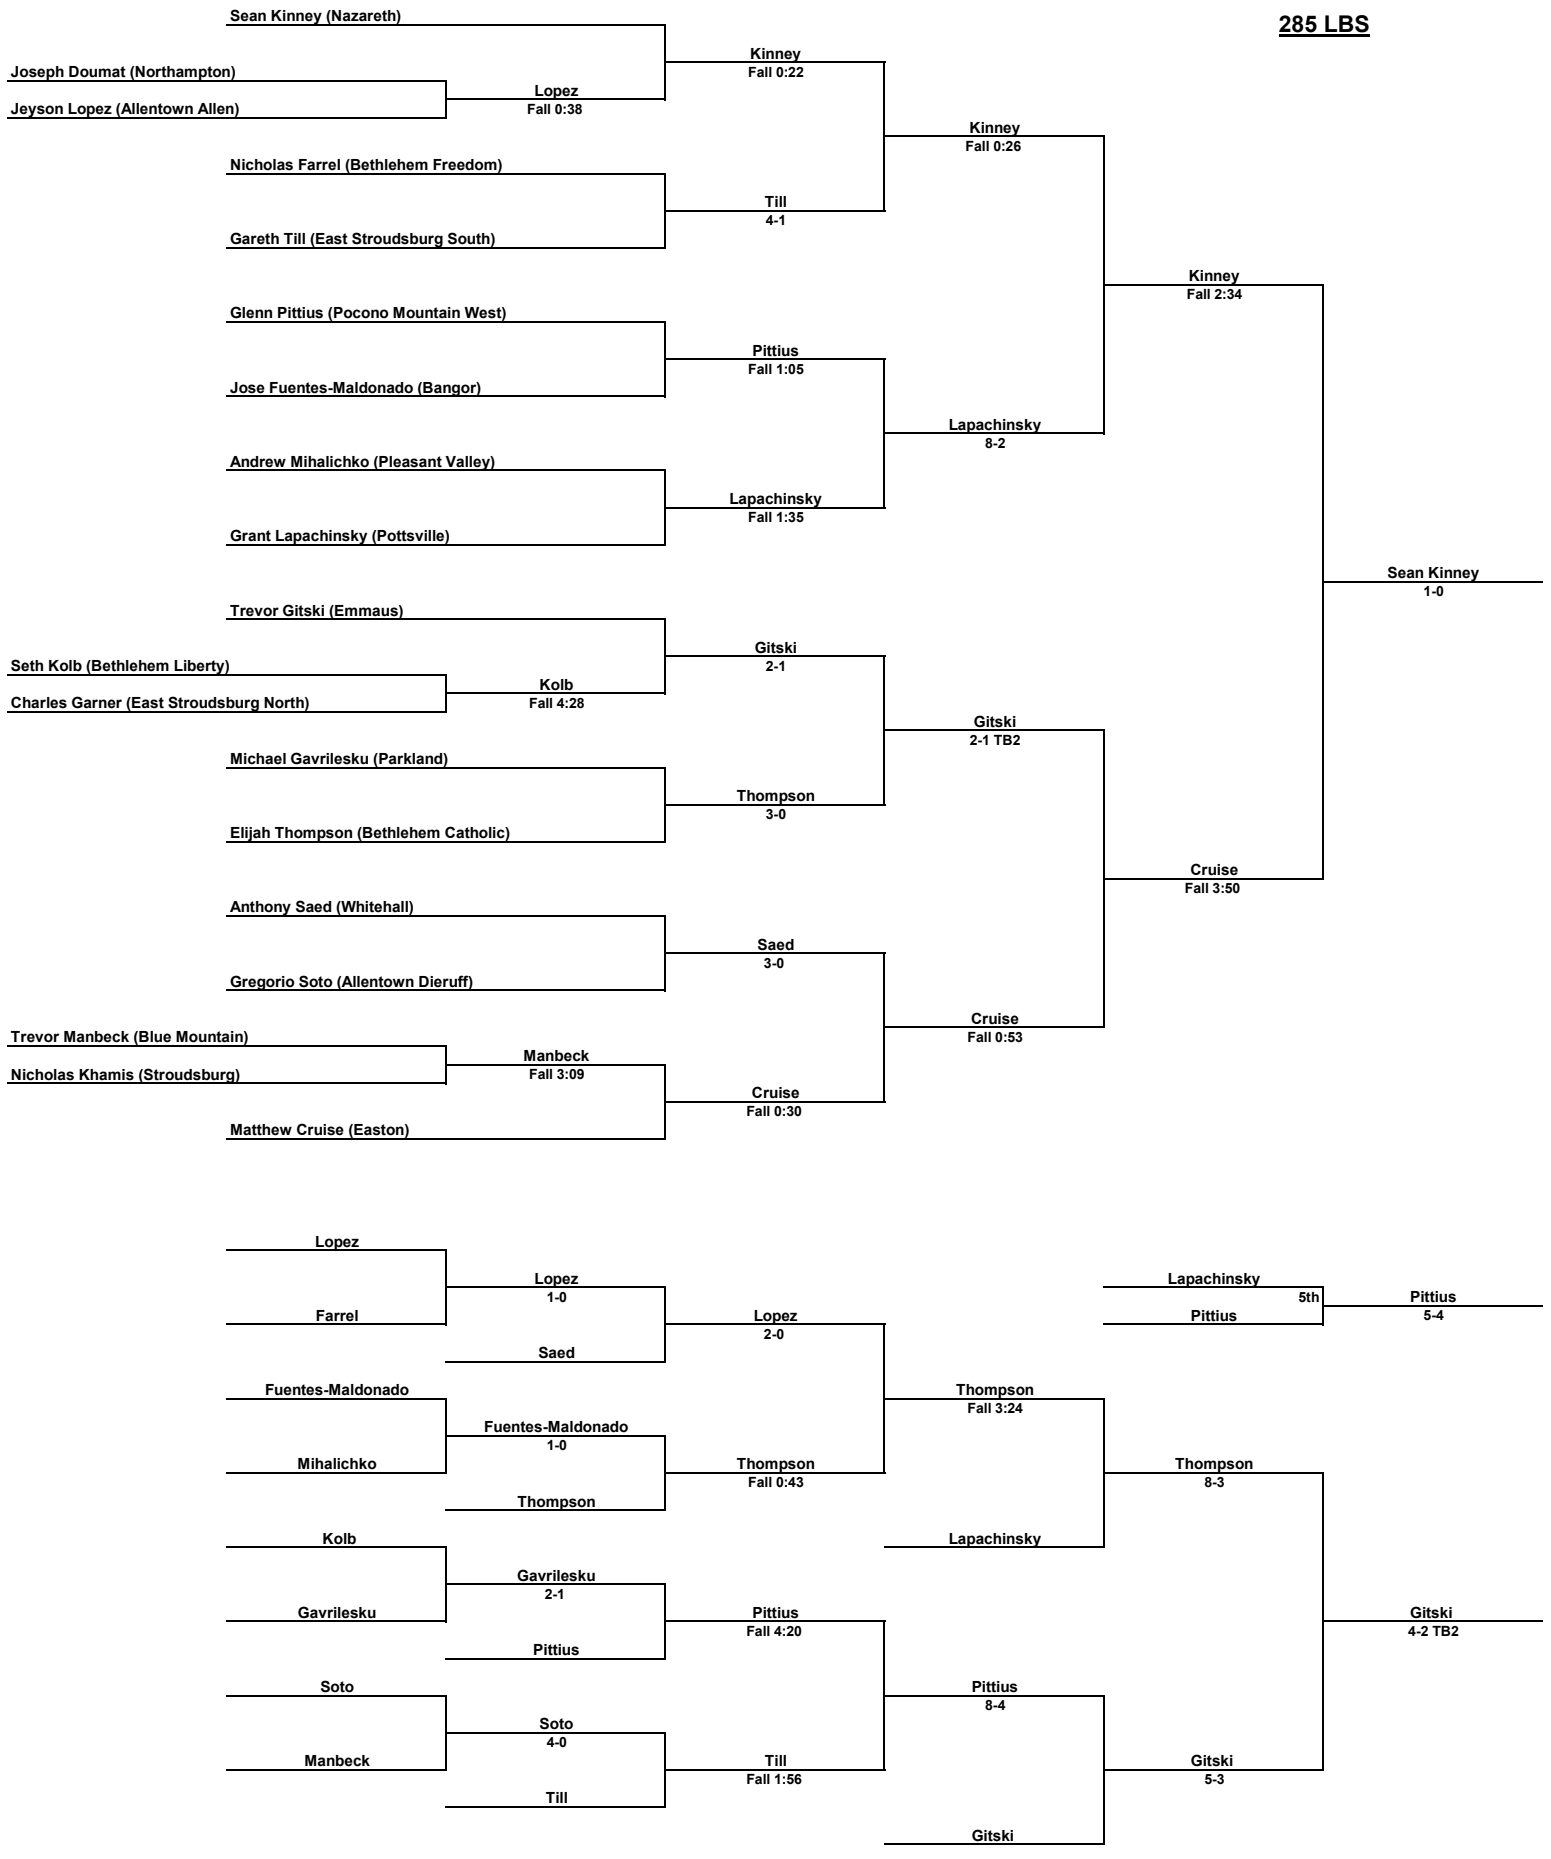 Sean Kinney (Nazareth)
285 LBS
Kinney
Fall 0:22
Joseph Doumat (Northampton)
Lopez
Fall 0:38
Jeyson Lopez (Allentown Allen)
Kinney
Fall 0:26
Nicholas Farrel (Bethlehem Freedom)
Till
4-1
Gareth Till (East Stroudsburg South)
Kinney
Fall 2:34
Glenn Pittius (Pocono Mountain West)
Pittius
Fall 1:05
Jose Fuentes-Maldonado (Bangor)
Lapachinsky
8-2
Andrew Mihalichko (Pleasant Valley)
Lapachinsky
Fall 1:35
Grant Lapachinsky (Pottsville)
Sean Kinney
1-0
Trevor Gitski (Emmaus)
Gitski
2-1
Seth Kolb (Bethlehem Liberty)
Kolb
Fall 4:28
Charles Garner (East Stroudsburg North)
Gitski
2-1 TB2
Michael Gavrilesku (Parkland)
Thompson
3-0
Elijah Thompson (Bethlehem Catholic)
Cruise
Fall 3:50
Anthony Saed (Whitehall)
Saed
3-0
Gregorio Soto (Allentown Dieruff)
Cruise
Fall 0:53
Trevor Manbeck (Blue Mountain)
Manbeck
Fall 3:09
Nicholas Khamis (Stroudsburg)
Cruise
Fall 0:30
Matthew Cruise (Easton)
Lopez
Lopez
1-0
Lapachinsky
5th
Pittius
5-4
Farrel
Lopez
2-0
Pittius
Saed
Fuentes-Maldonado
Thompson
Fall 3:24
Fuentes-Maldonado
1-0
Mihalichko
Thompson
Fall 0:43
Thompson
8-3
Thompson
Kolb
Lapachinsky
Gavrilesku
2-1
Gavrilesku
Pittius
Fall 4:20
Gitski
4-2 TB2
Pittius
Soto
Pittius
8-4
Soto
4-0
Manbeck
Till
Fall 1:56
Gitski
5-3
Till
Gitski